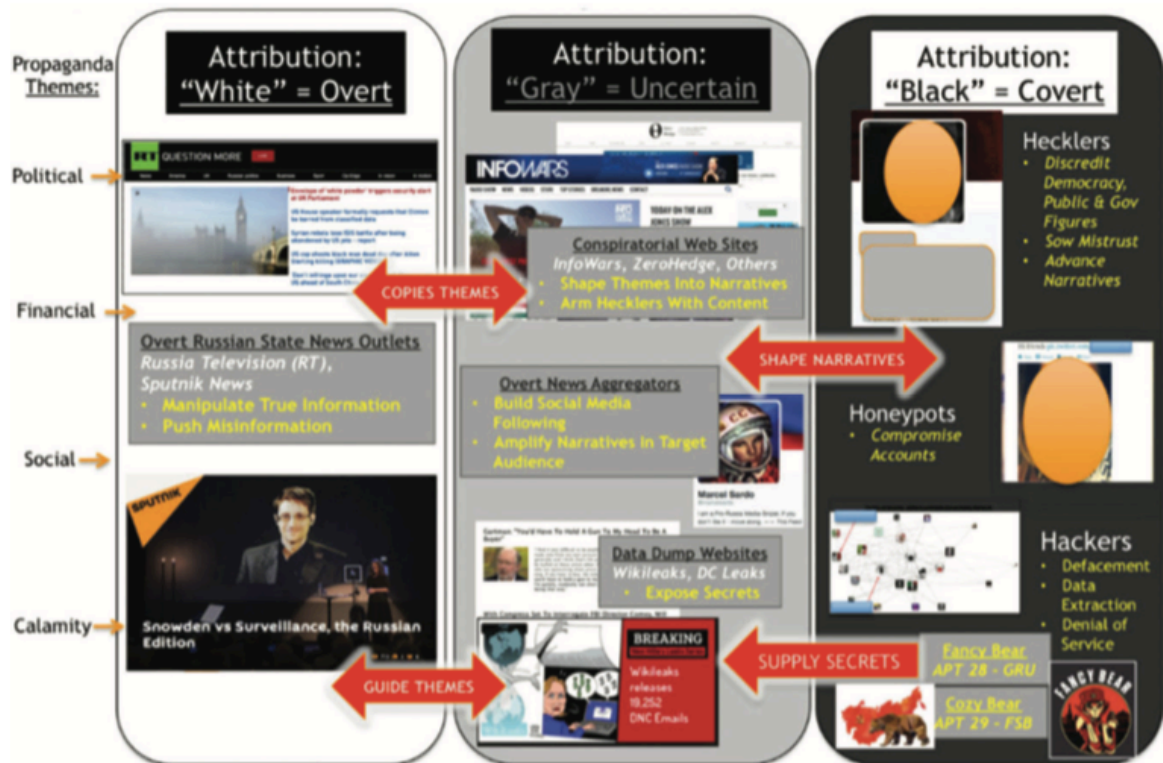 Propaganda
Themes:
Political
Financial
Social
Calamity
Attribution:
"White" = Overt
RT QUESTION MORE
Overt Russian State News Outlets
Russia Television (RT),
Sputnik News
• Manipulate True Information
• Push Misinformation
SPUTNIK
Snowden vs Surveillance, the Russian
Edition
COPIES THEMES
GUIDE THEMES
Attribution:
"Gray" = Uncertain
INFOWARS
TODAY ON THE ALEX
JONES SHOW
Conspiratorial Web Sites
InfoWars, ZeroHedge, Others
• Shape Themes Into Narratives
• Arm Hecklers With Content
Overt News Aggregators
• Build Social Media
Following
• Amplify Narratives In Target
Audience
CCCP
Marcel Sardo
Data Dump Websites
Wikileaks, DC Leaks
• Expose Secrets
BREAKING
Wikileaks
releases
19,252
DNC Emails
SHAPE NARRATIVES
SUPPLY SECRETS
Attribution:
"Black" = Covert
Hecklers
• Discredit
Democracy,
Public & Gov
Figures
• Sow Mistrust
• Advance
Narratives
Honeypots
• Compromise
Accounts
Hackers
• Defacement
• Data
Extraction
• Denial of
Service
Fancy Bear
APT 28 - GRU
Cozy Bear
APT 29 - FSB
FANCY BEAR